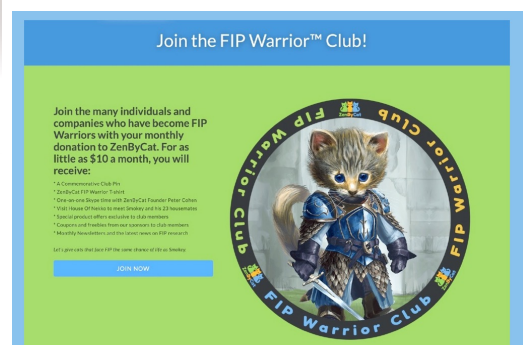 Join the FIP Warrior™ Club!
Join the many individuals and
companies who have become FIP
Warriors with your monthly
donation to ZenByCat. For as
little as $10 a month, you will
receive:
* A Commemorative Club Pin
* ZenByCat FIP Warrior T-shirt
* One-on-one Skype time with ZenByCat Founder Peter Cohen
* Visit House Of Nekko to meet Smokey and his 23 housemates
* Special product offers exclusive to club members
* Coupons and freebies from our sponsors to club members
* Monthly Newsletters and the latest news on FIP research
Let's give cats that have FIP the same chance of life as Smokey.
JOIN NOW
ZenByCat
FIP Warrior Club
FIP Warrior Club
FIP Warrior Club